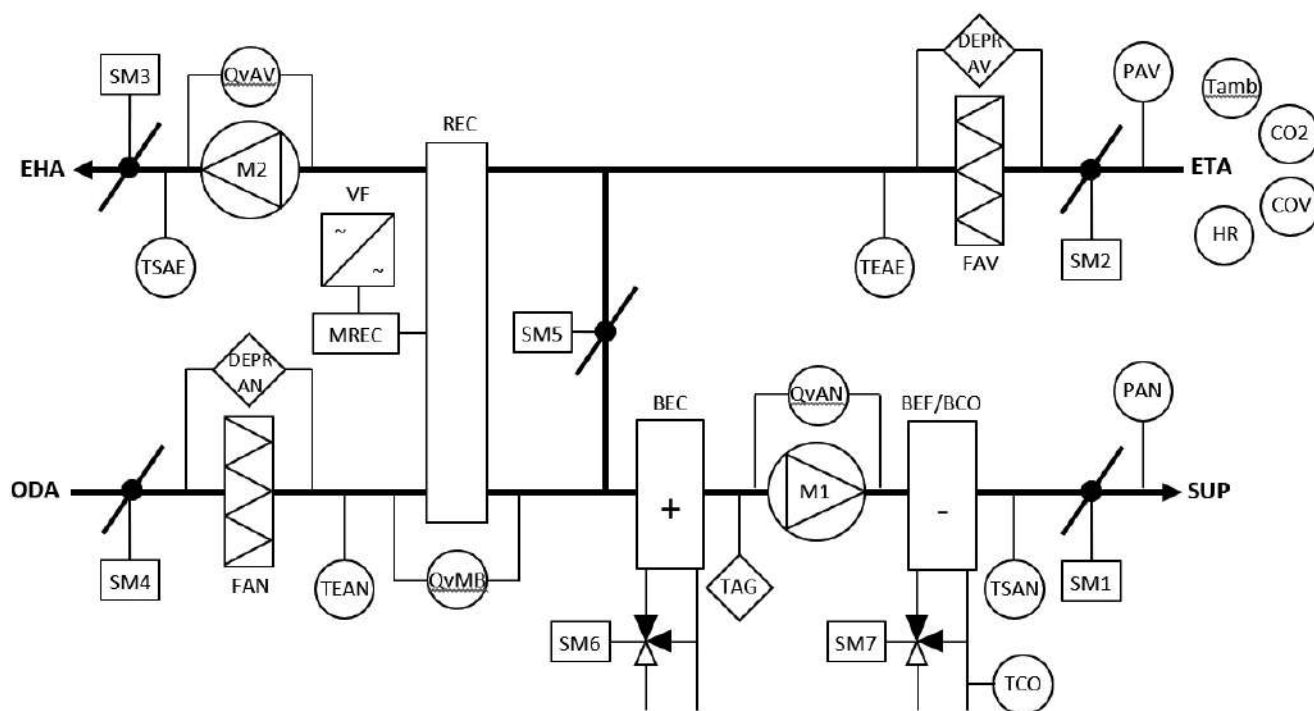 DEPR
AV
SM3
QvAV
PAV
Tamb
REC
CO2
EHA
M2
ETA
VF
COV
~
HR
~
TSAE
TEAE
FAV
SM2
MREC
SM5
DEPR
AN
QvAN
PAN
BEC
BEF/BCO
ODA
M1
SUP
+
-
SM4
FAN
TEAN
QvMB
TAG
TSAN
SM1
SM6
SM7
TCO